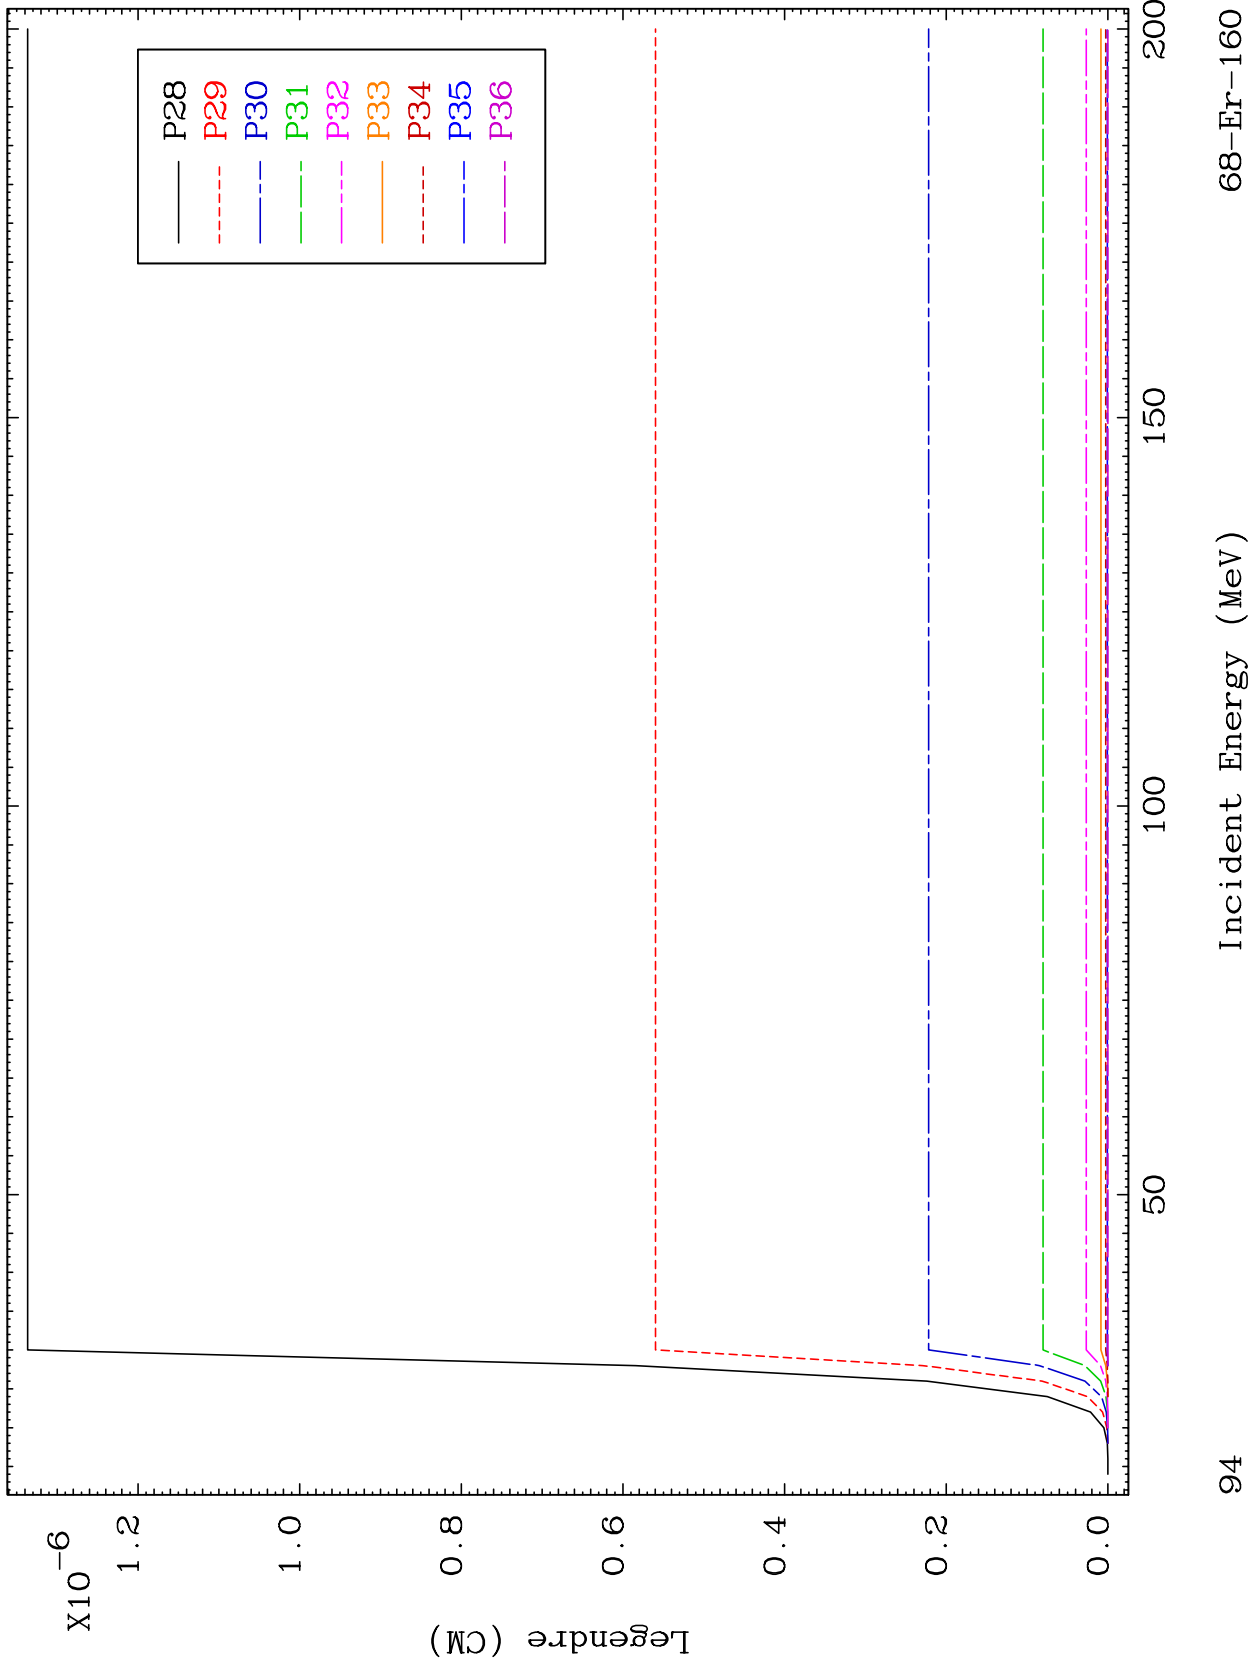 X10-6
1.2
1.0
0.8
0.6
0.4
0.2
0.0
Legendre (CM)
P28
P29
P30
P31
P32
P33
P34
P35
P36
50
100
150
200
94
Incident Energy (MeV)
68-Er-160